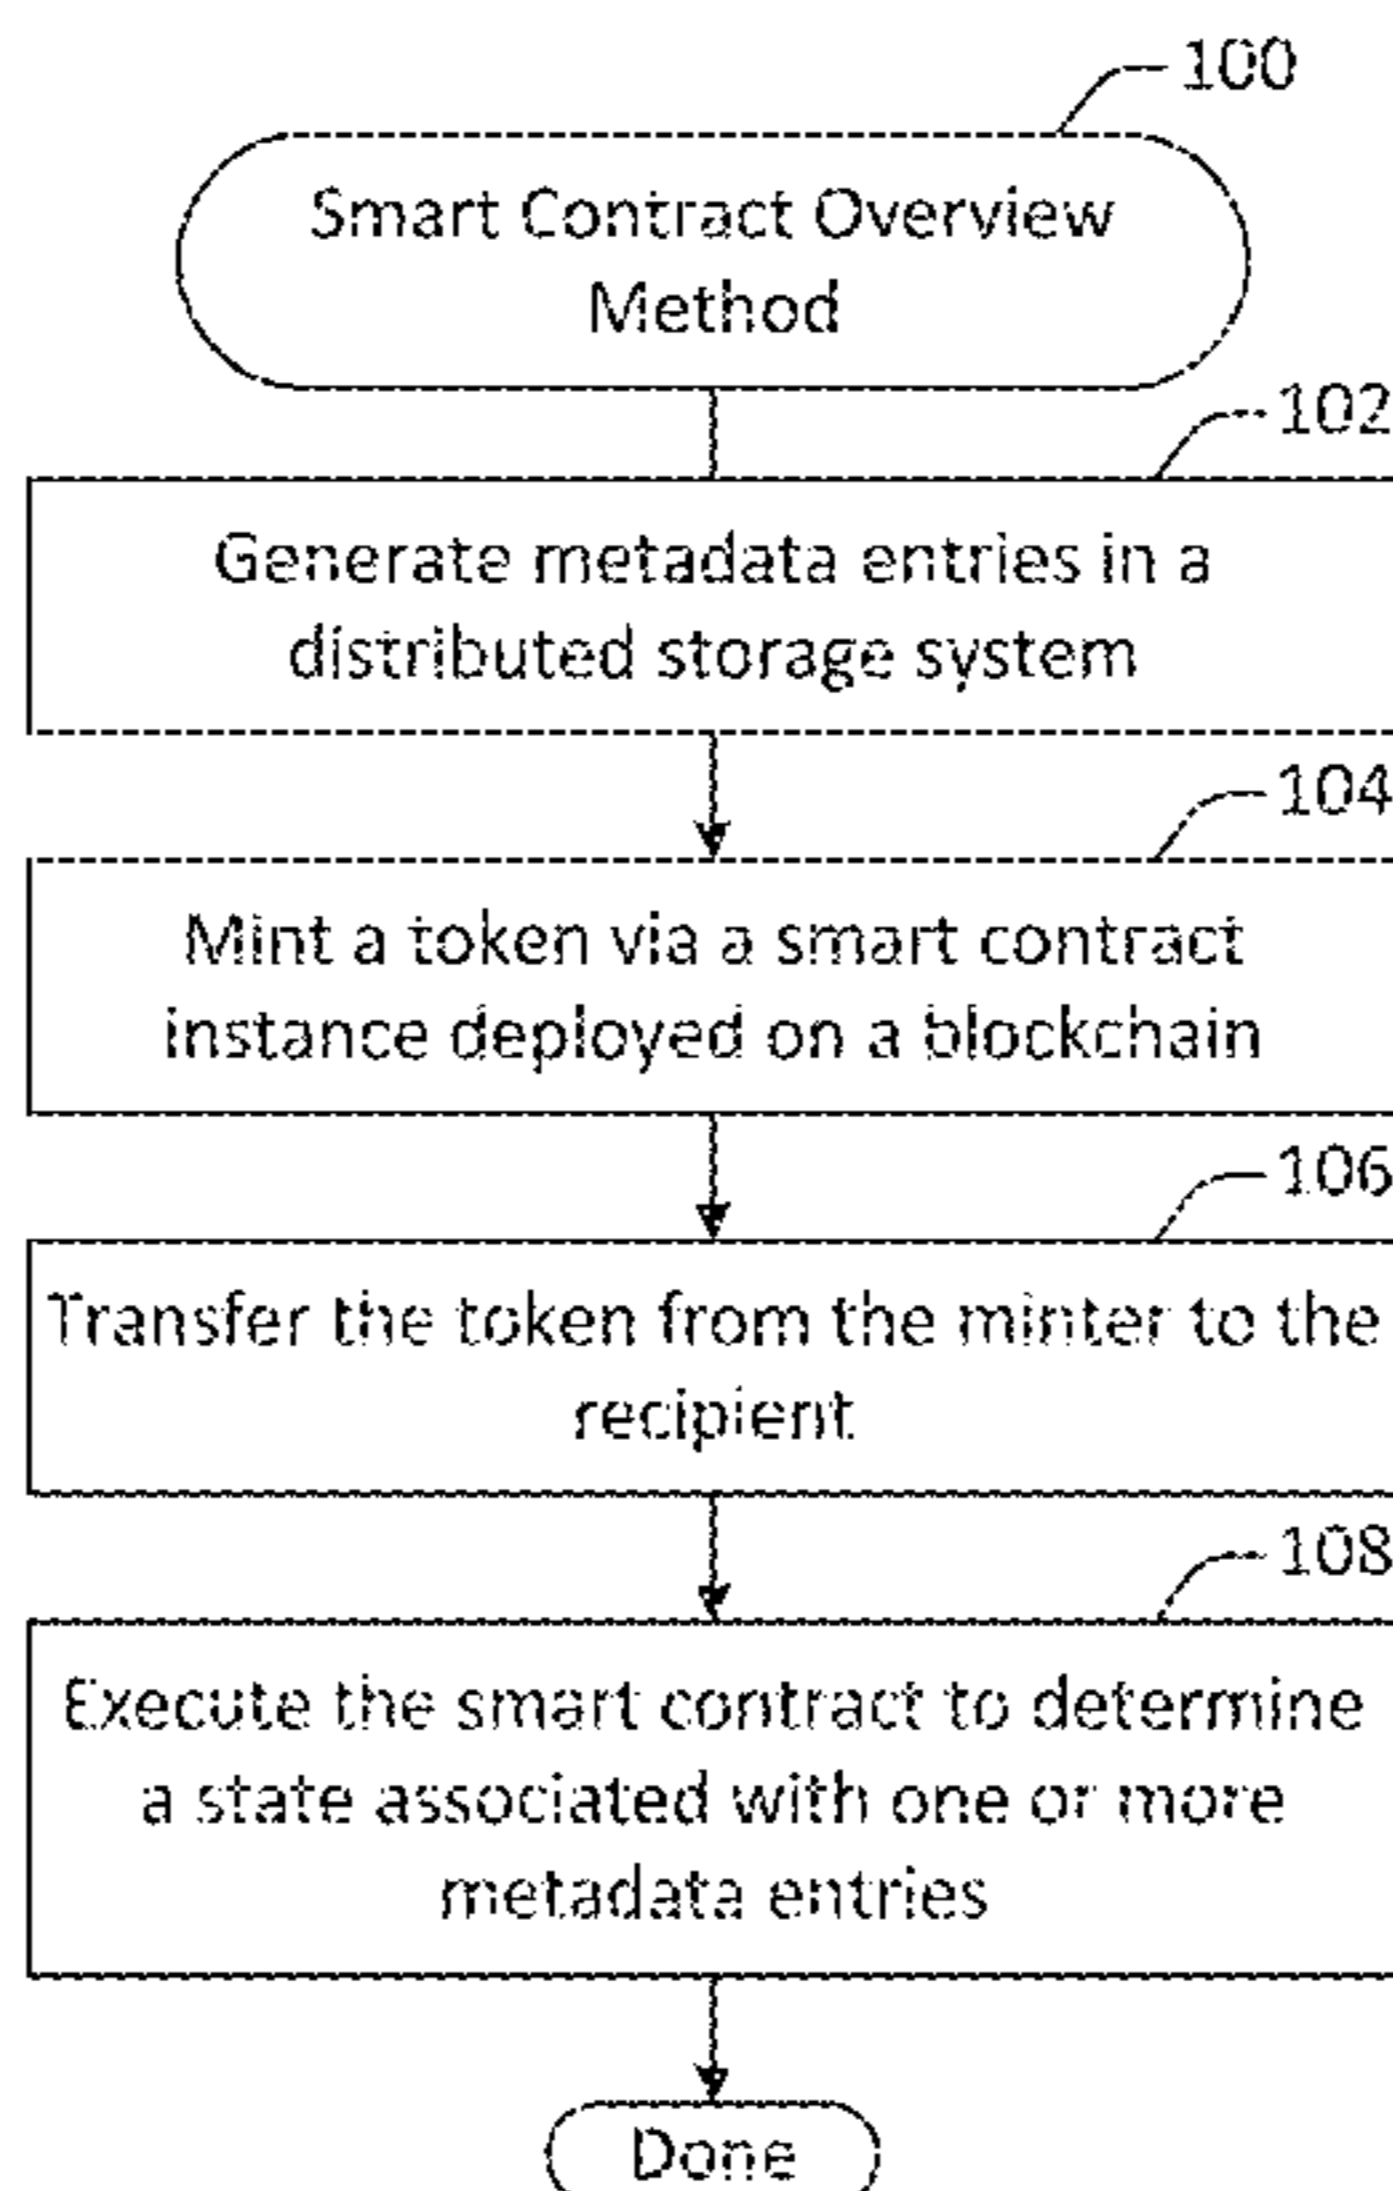 100
Smart Contract Overview
Method
102
Generate metadata entries in a
distributed storage system
104
Mint a token via a smart contract
instance deployed on a blockchain
106
Transfer the token from the minter to the
recipient
108
Execute the smart contract to determine
a state associated with one or more
metadata entries
Done